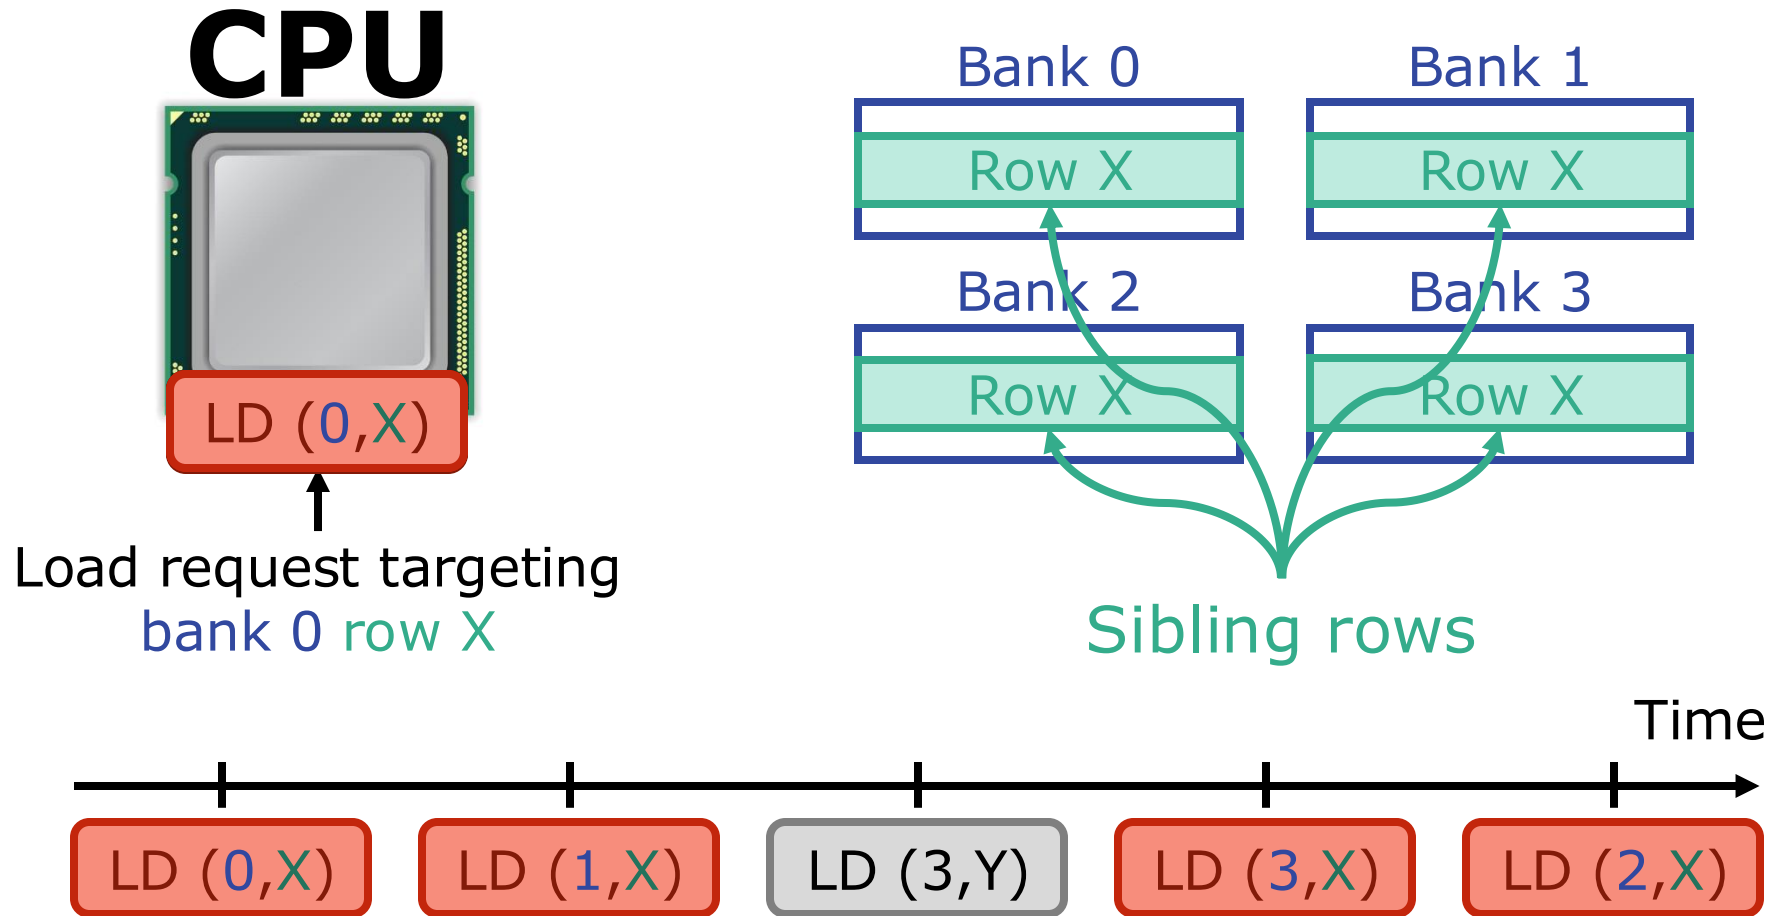 CPU
LD (0,X)
Load request targeting
bank 0 row X
Bank 0
Bank 1
Row X
Row X
Bank 2
Bank 3
Row X
Row X
Sibling rows
Time
LD (0,X)
LD (1,X)
LD (3,Y)
LD (3,X)
LD (2,X)